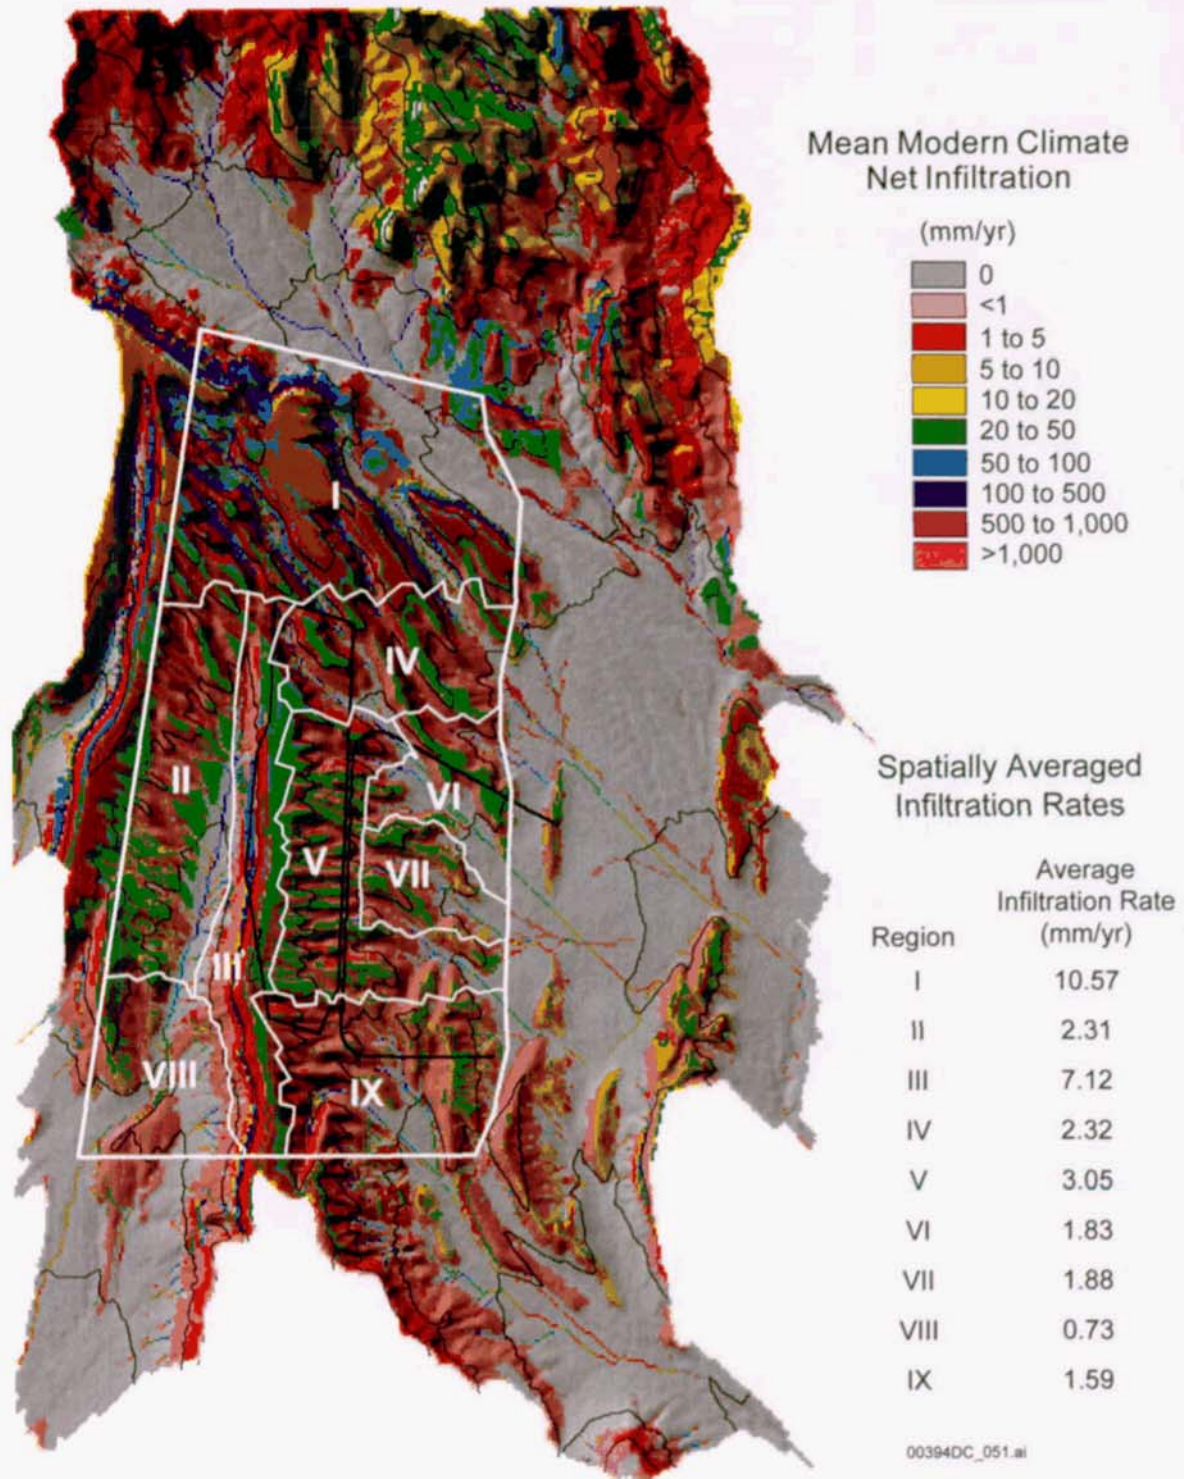 Mean Modern Climate
Net Infiltration
(mm/yr)
0
<1
1 to 5
5 to 10
10 to 20
20 to 50
50 to 100
100 to 500
500 to 1,000
>1,000
I
IV
II
VI
V
VII
III
VIII
IX
Spatially Averaged
Infiltration Rates
Average
Infiltration Rate
Region (mm/yr)
I 10.57
II 2.31
III 7.12
IV 2.32
V 3.05
VI 1.83
VII 1.88
VIII 0.73
IX 1.59
00394DC_051.ai